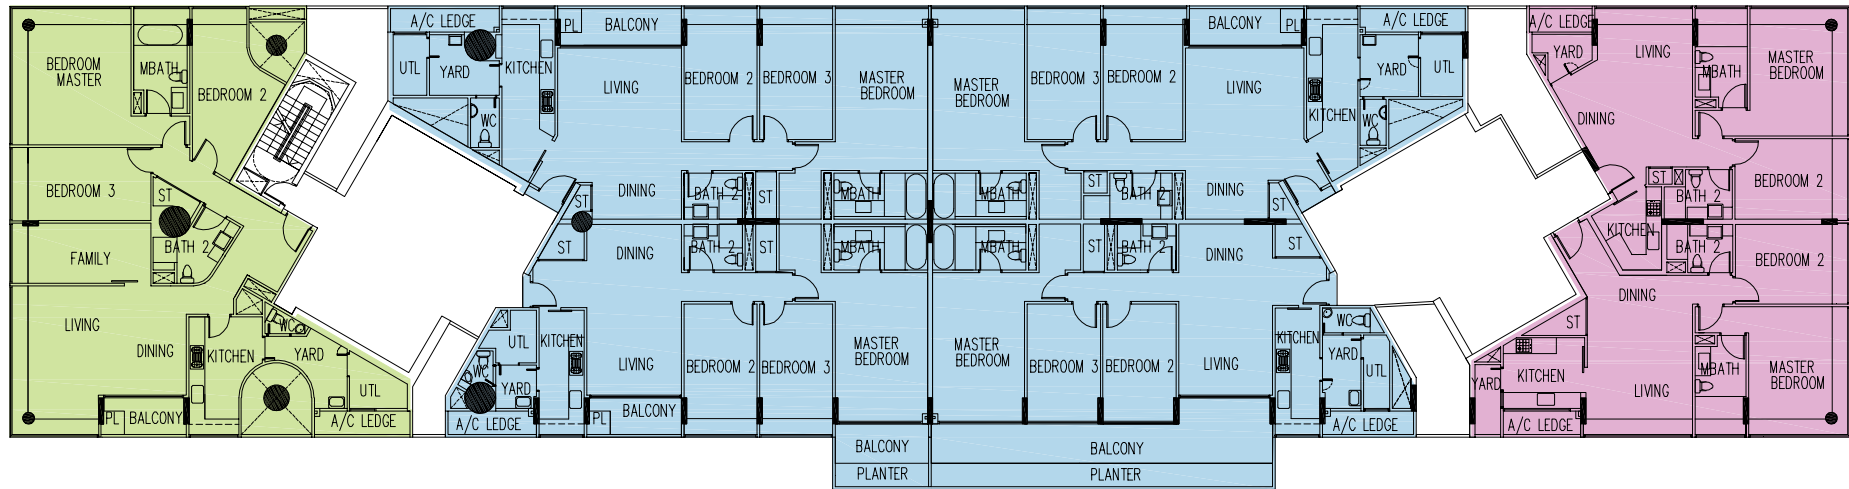 BEDROOM
MASTER
MBATH
BEDROOM 2
BEDROOM 3
ST
BATH 2
FAMILY
LIVING
DINING
KITCHEN
WC
YARD
UTL
PL
BALCONY
A/C LEDGE
A/C LEDGE
UTL
YARD
KITCHEN
WC
PL
BALCONY
LIVING
BEDROOM 2
BEDROOM 3
MASTER
BEDROOM
DINING
ST
BATH 2
ST
MBATH
MASTER
BEDROOM
BEDROOM 3
BEDROOM 2
LIVING
BALCONY
PL
A/C LEDGE
KITCHEN
YARD
UTL
WC
MBATH
ST
BATH 2
DINING
ST
ST
DINING
BATH 2
ST
MBATH
UTL
KITCHEN
WC
YARD
LIVING
BEDROOM 2
BEDROOM 3
MASTER
BEDROOM
A/C LEDGE
PL
BALCONY
BALCONY
PLANTER
MBATH
ST
BATH 2
DINING
ST
MASTER
BEDROOM
BEDROOM 3
BEDROOM 2
LIVING
KITCHEN
WC
YARD
UTL
A/C LEDGE
BALCONY
PLANTER
A/C LEDGE
YARD
LIVING
MBATH
MASTER
BEDROOM
DINING
ST
BATH 2
BEDROOM 2
KITCHEN
BATH 2
BEDROOM 2
DINING
ST
YARD
KITCHEN
LIVING
MBATH
MASTER
BEDROOM
A/C LEDGE